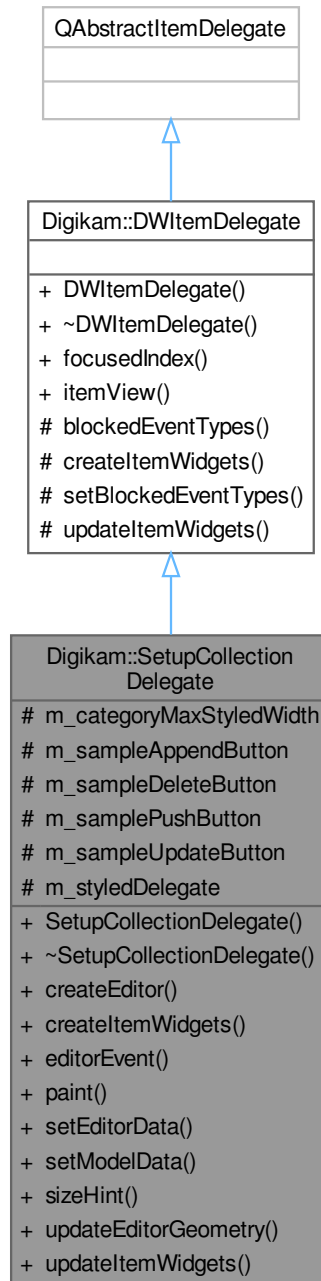 QAbstractItemDelegate
Digikam::DWItemDelegate
+ DWItemDelegate()
+ ~DWItemDelegate()
+ focusedIndex()
+ itemView()
# blockedEventTypes()
# createItemWidgets()
# setBlockedEventTypes()
# updateItemWidgets()
Digikam::SetupCollection
Delegate
# m_categoryMaxStyledWidth
# m_sampleAppendButton
# m_sampleDeleteButton
# m_samplePushButton
# m_sampleUpdateButton
# m_styledDelegate
+ SetupCollectionDelegate()
+ ~SetupCollectionDelegate()
+ createEditor()
+ createItemWidgets()
+ editorEvent()
+ paint()
+ setEditorData()
+ setModelData()
+ sizeHint()
+ updateEditorGeometry()
+ updateItemWidgets()